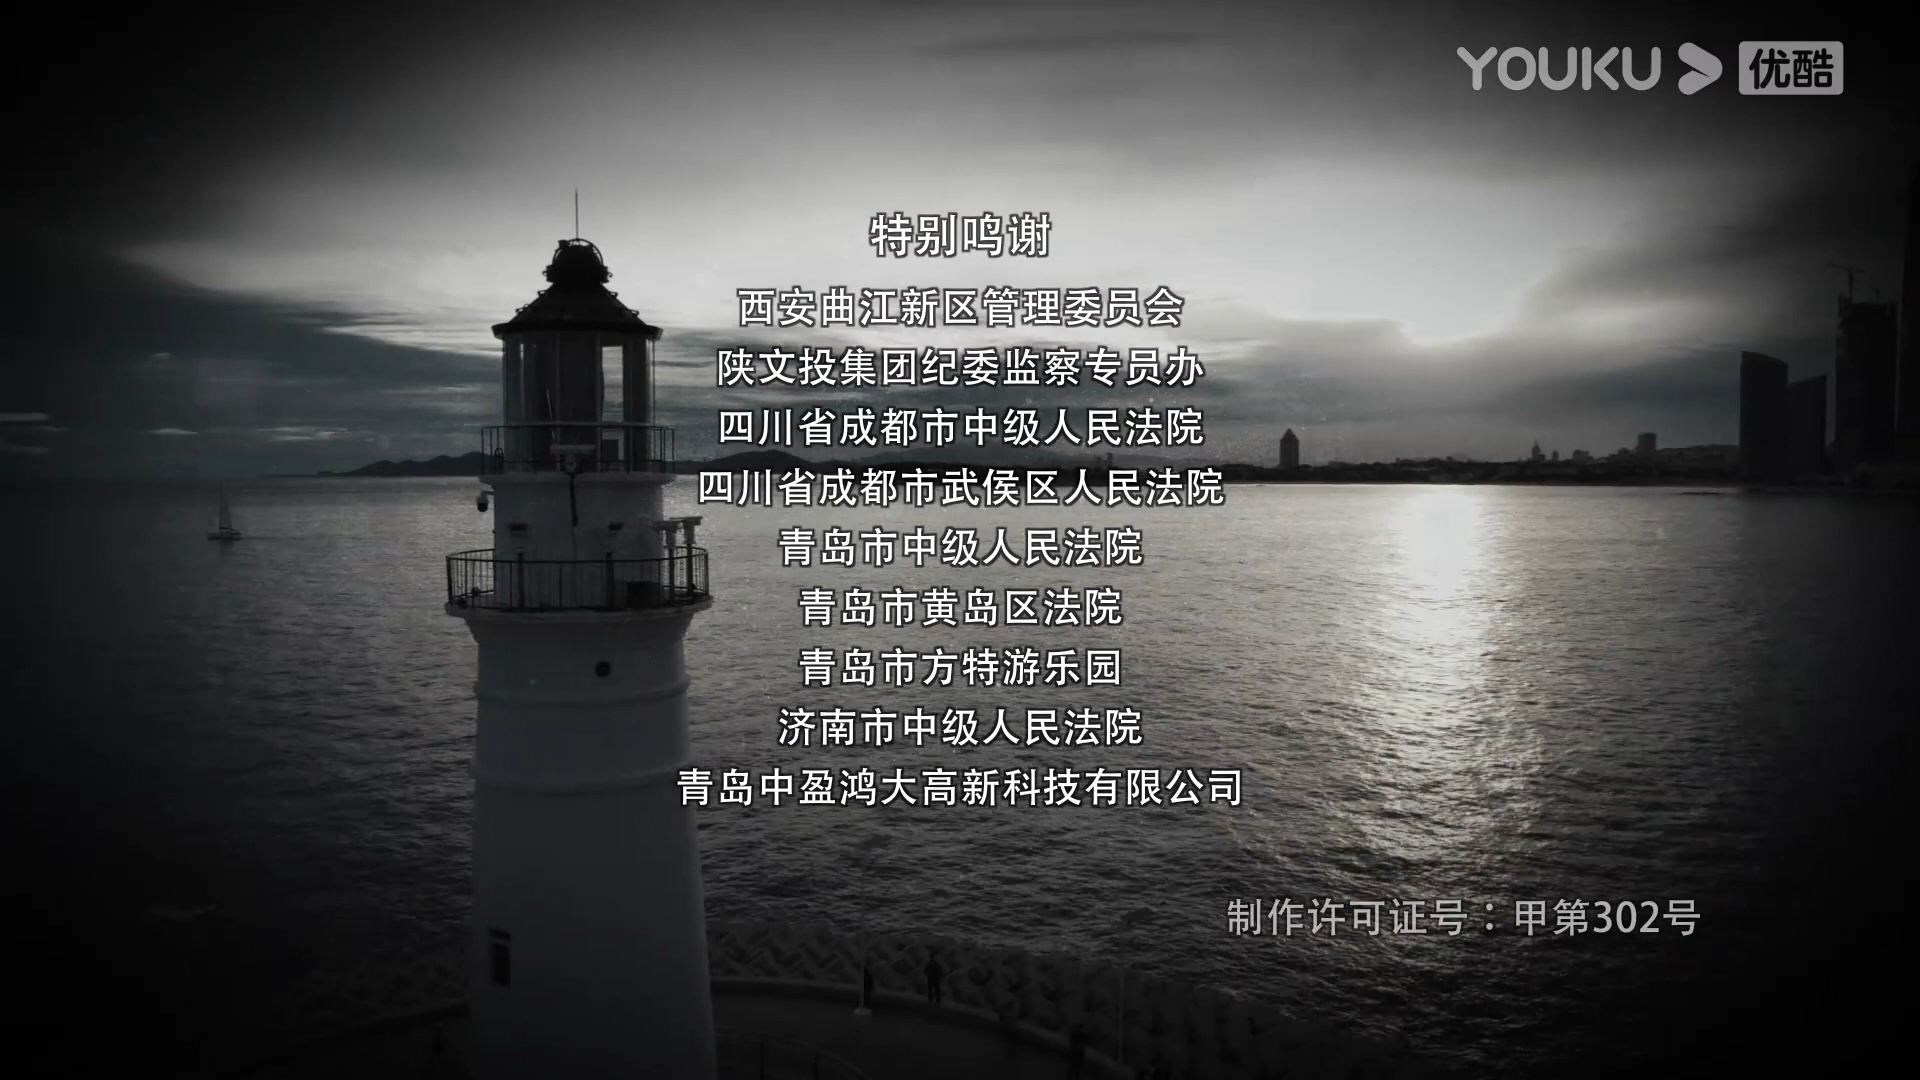 YOUKU 优酷
特别鸣谢
西安曲江新区管理委员会
陕文投集团纪委监察专员办
四川省成都市中级人民法院
四川省成都市武侯区人民法院
青岛市中级人民法院
青岛市黄岛区法院
青岛市方特游乐园
济南市中级人民法院
青岛中盈鸿大高新科技有限公司
制作许可证号：甲第302号